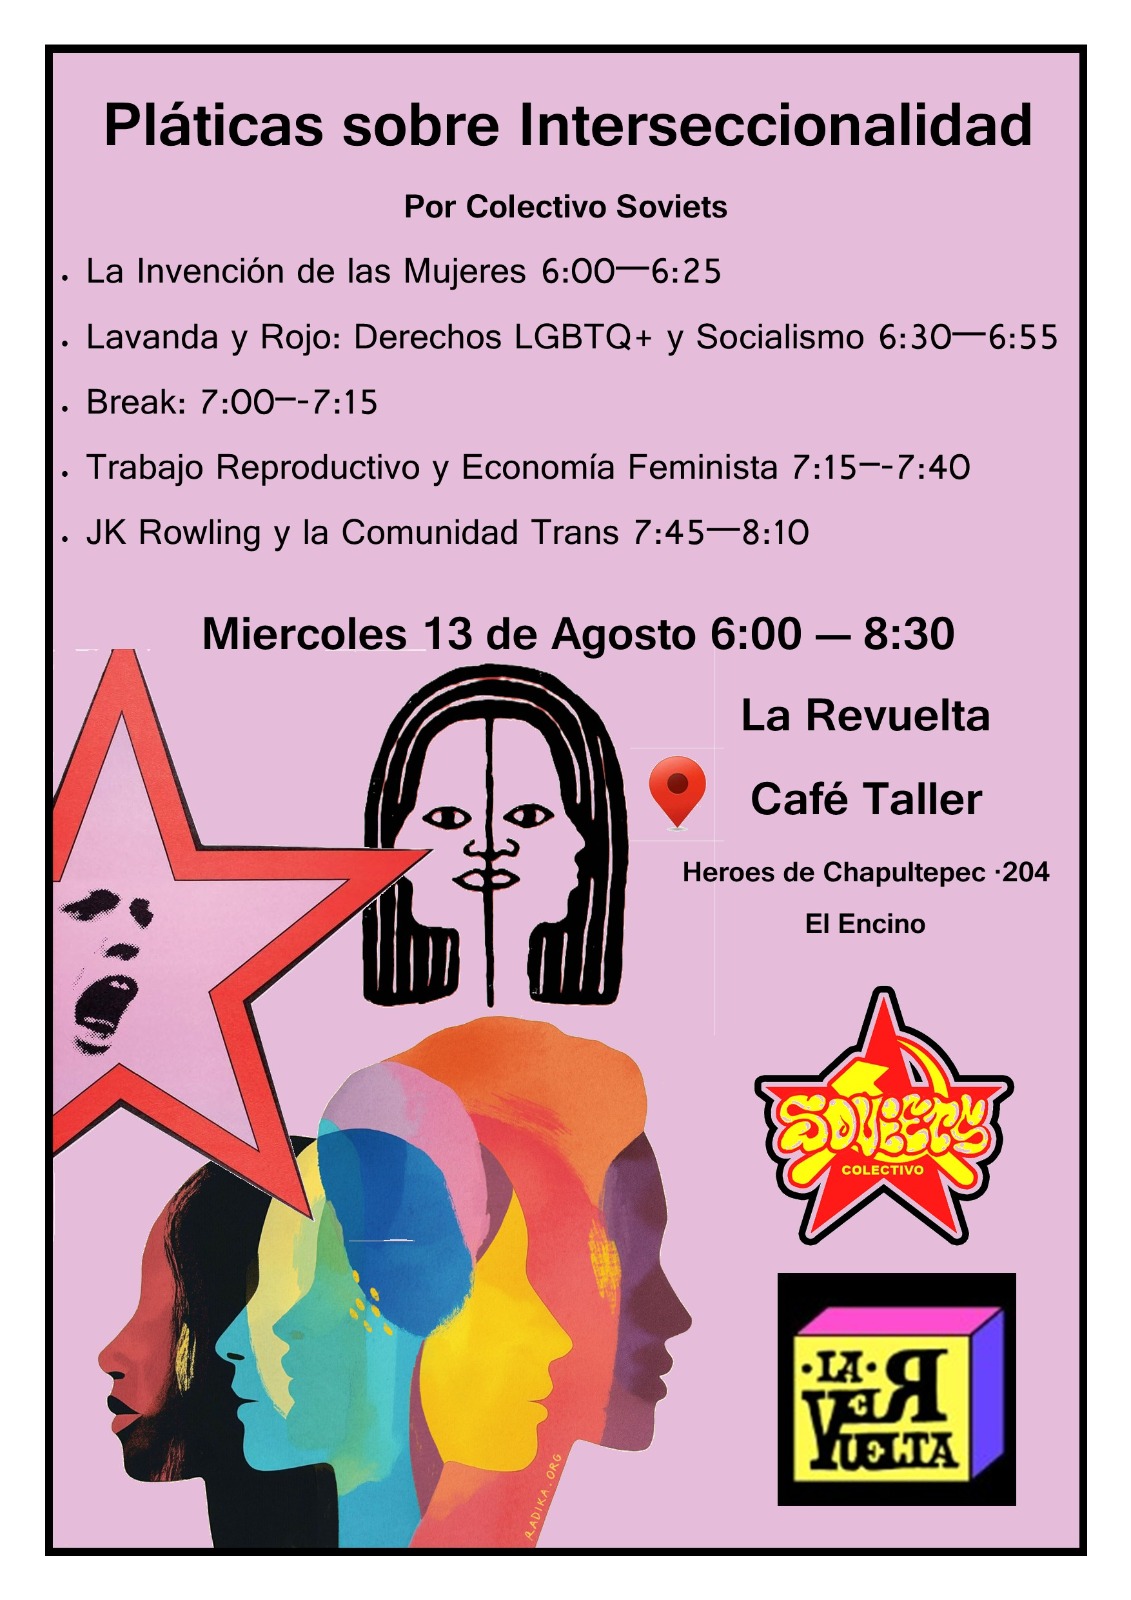 Pláticas sobre Interseccionalidad
Por Colectivo Soviets
• La Invención de las Mujeres 6:00—6:25
• Lavanda y Rojo: Derechos LGBTQ+ y Socialismo 6:30—6:55
• Break: 7:00—-7:15
• Trabajo Reproductivo y Economía Feminista 7:15—-7:40
• JK Rowling y la Comunidad Trans 7:45—8:10
Miercoles 13 de Agosto 6:00 — 8:30
La Revuelta
Café Taller
Heroes de Chapultepec ·204
El Encino
SOVIETS
COLECTIVO
·LA·
REVUELTA
RADIKA.ORG